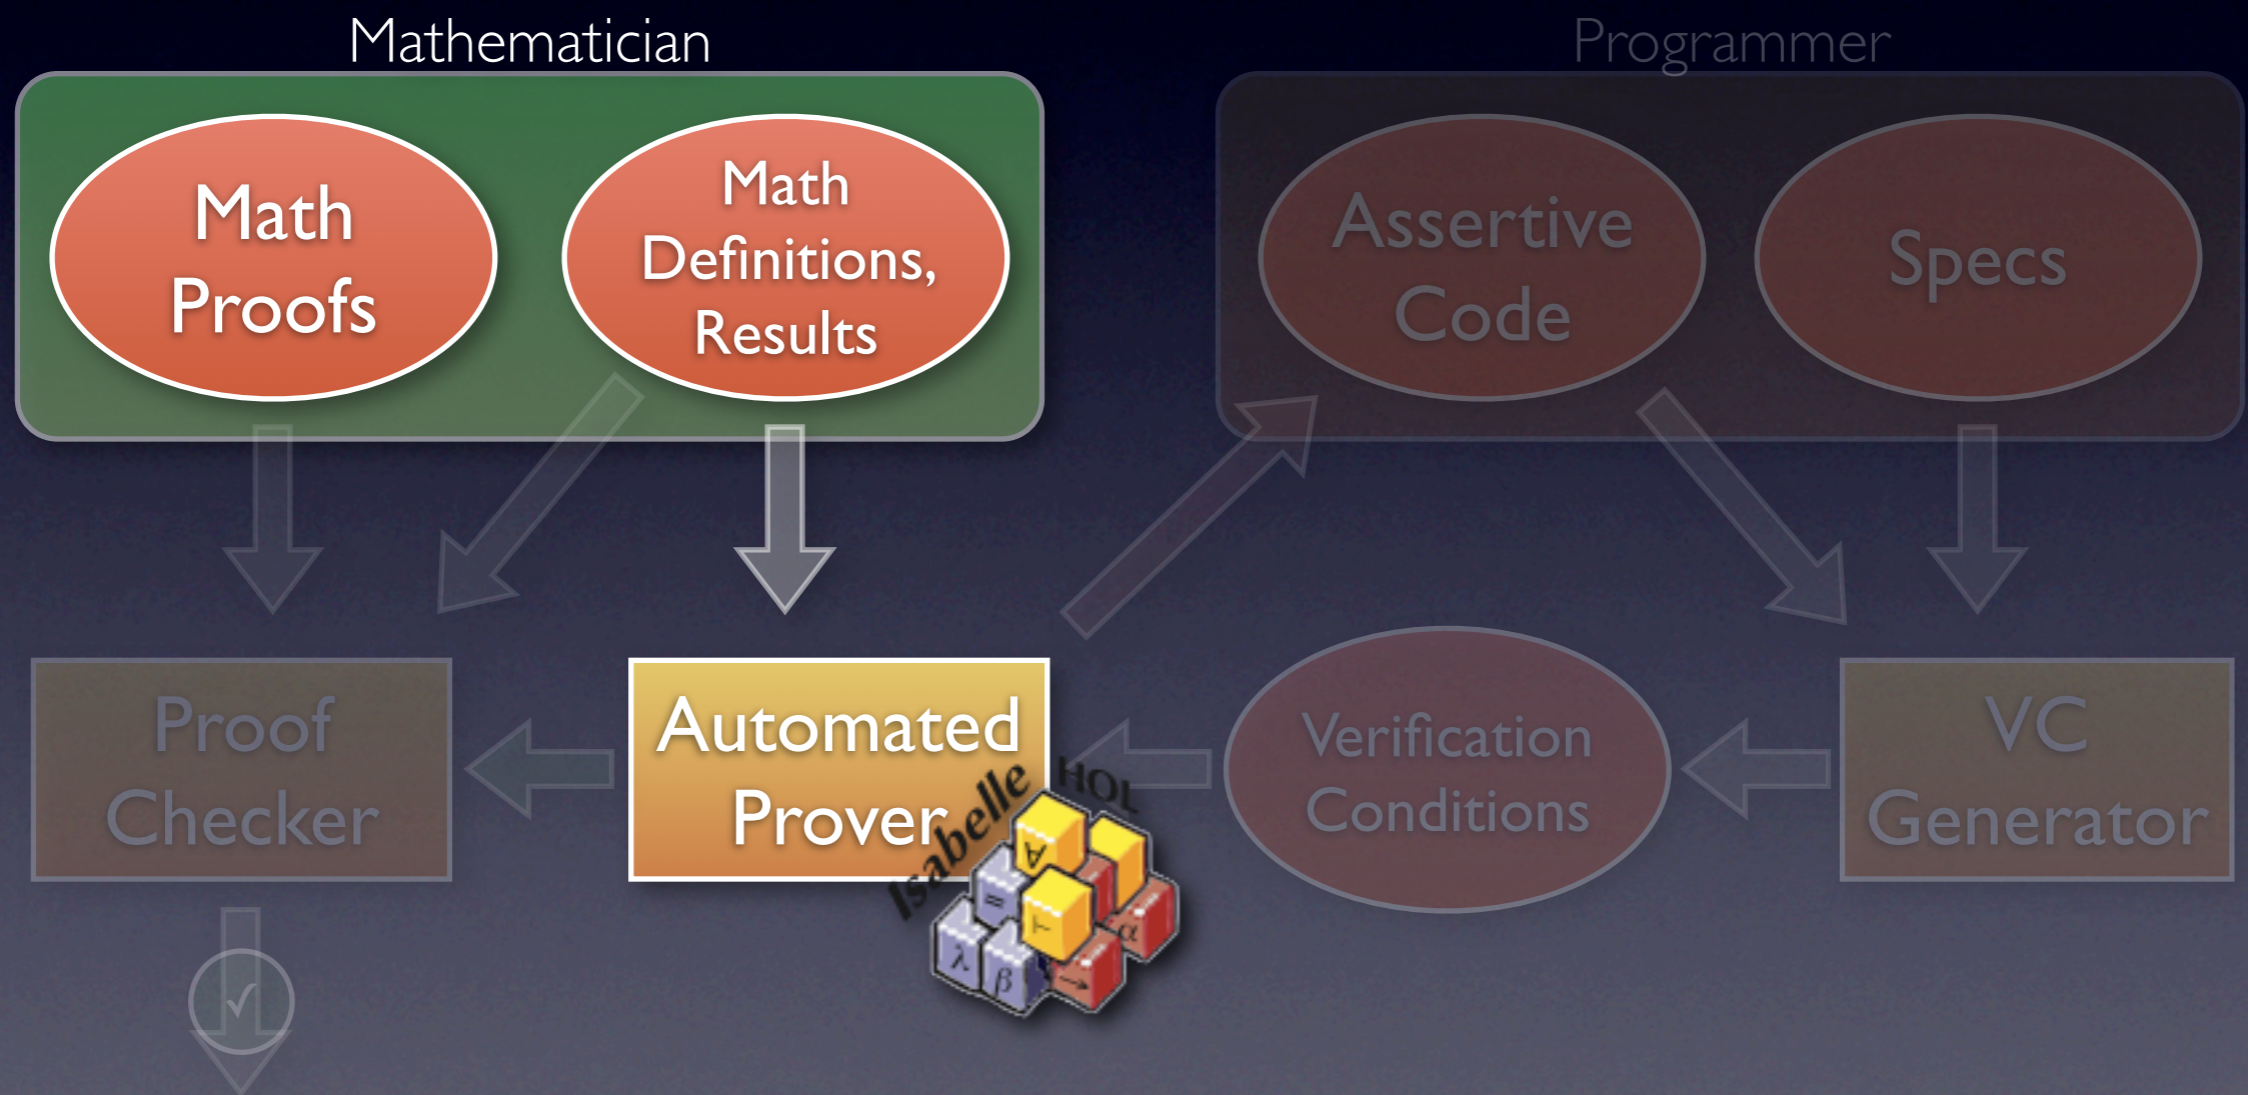 Mathematician
Programmer
Math
Proofs
Math
Definitions,
Results
Assertive
Code
Specs
Proof
Checker
Automated
Prover
Verification
Conditions
VC
Generator
Isabelle
HOL
∀
=
⊢
α
λ
β
→
✓